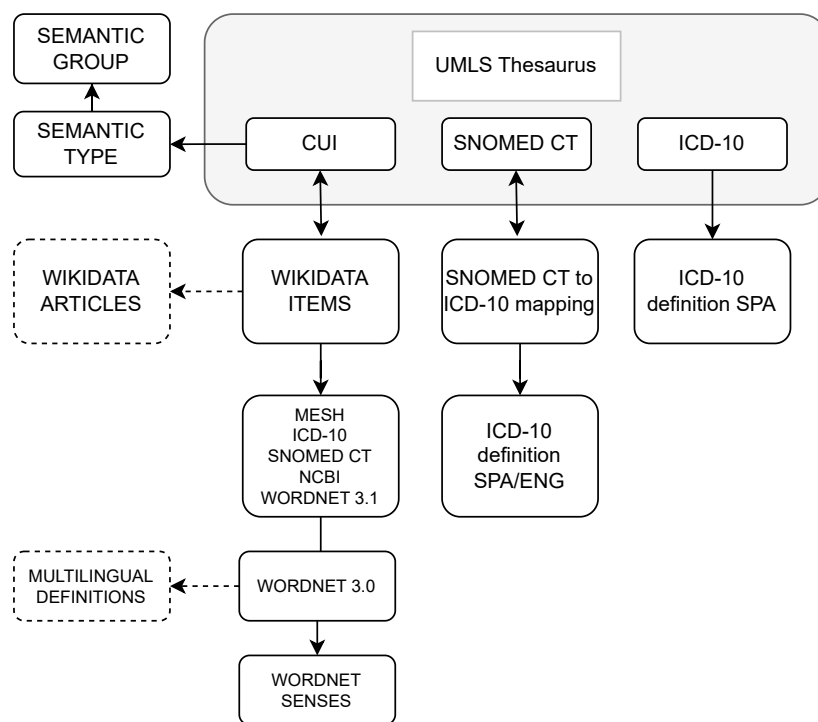 SEMANTIC
GROUP
UMLS Thesaurus
SEMANTIC
TYPE
CUI
SNOMED CT
ICD-10
WIKIDATA
ARTICLES
WIKIDATA
ITEMS
SNOMED CT to
ICD-10 mapping
ICD-10
definition SPA
MESH
ICD-10
SNOMED CT
NCBI
WORDNET 3.1
ICD-10
definition
SPA/ENG
MULTILINGUAL
DEFINITIONS
WORDNET 3.0
WORDNET
SENSES